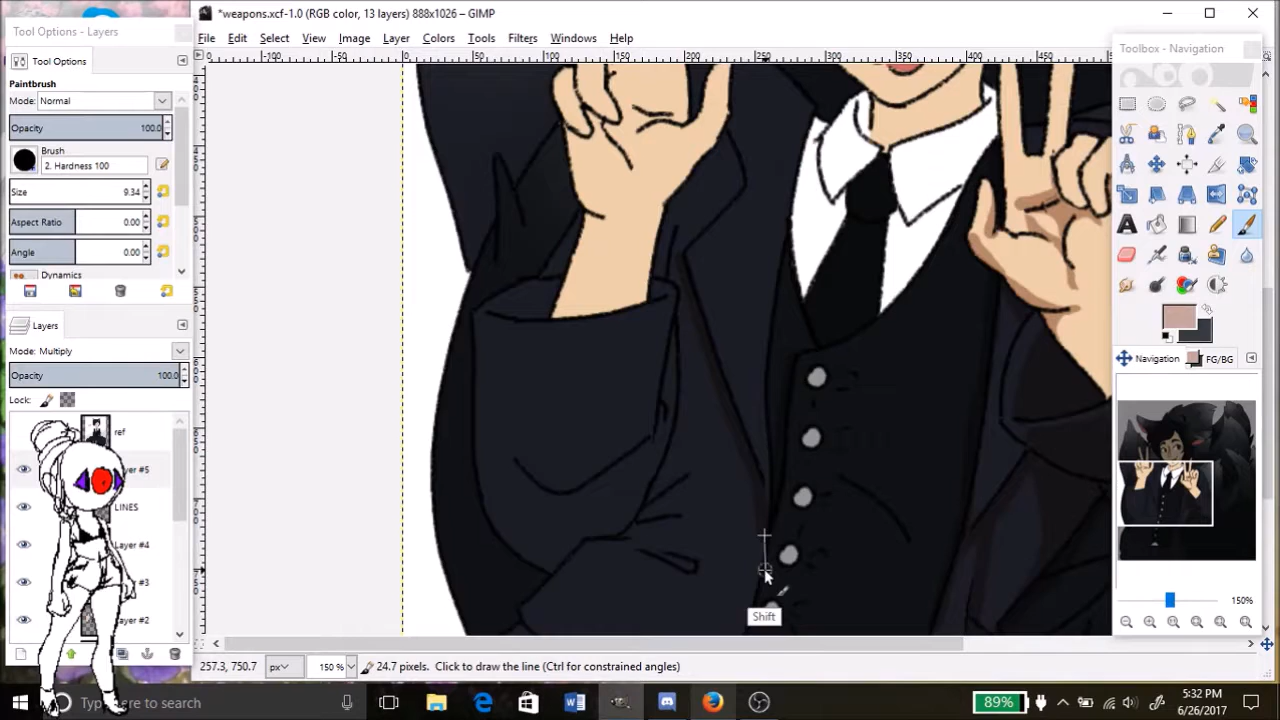 Tool Options - Layers
*weapons.xcf-1.0 (RGB color, 13 layers) 888x1026 – GIMP
File Edit Select View Image Layer Colors Tools Filters Windows Help
Toolbox - Navigation
Tool Options
Paintbrush
Mode: Normal
Opacity 100.0
Brush
2. Hardness 100
Size 9.34
Aspect Ratio 0.00
Angle 0.00
Dynamics
Layers
Mode: Multiply
Opacity 100.0
Lock:
ref
yer #5
LINES
Layer #4
#3
Layer #2
Shift
Navigation FG/BG
150%
257.3, 750.7 px 150 % 24.7 pixels. Click to draw the line (Ctrl for constrained angles)
Type here to search
89%
5:32 PM
6/26/2017